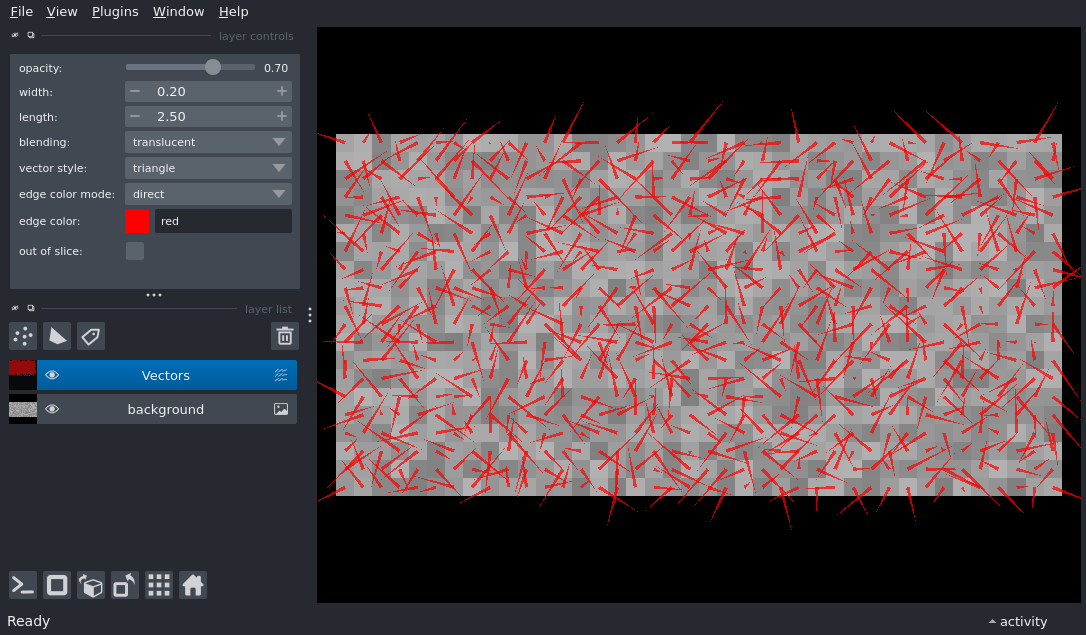 File View Plugins Window Help
layer controls
opacity: 0.70
width: − 0.20 +
length: − 2.50 +
blending: translucent
vector style: triangle
edge color mode: direct
edge color: red
out of slice:
layer list
Vectors
background
Ready activity